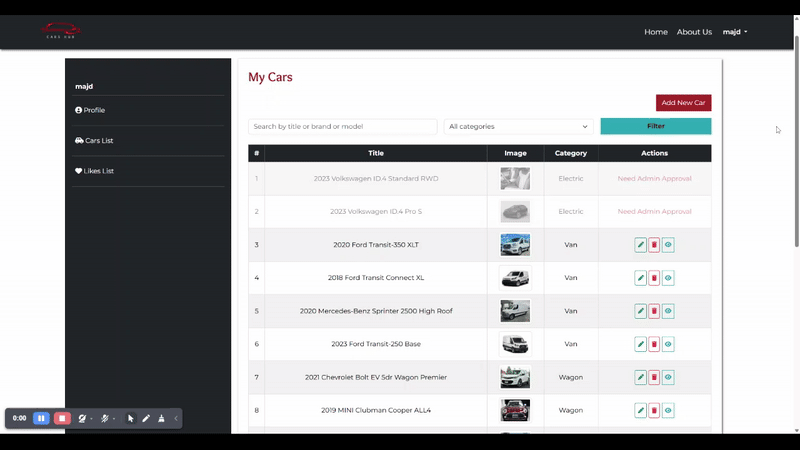 CARS HUB
Home About Us majd
majd
Profile
Cars List
Likes List
My Cars
Add New Car
Search by title or brand or model
All categories
Filter
# Title Image Category Actions
1 2023 Volkswagen ID.4 Standard RWD Electric Need Admin Approval
2 2023 Volkswagen ID.4 Pro S Electric Need Admin Approval
3 2020 Ford Transit-350 XLT Van
4 2018 Ford Transit Connect XL Van
5 2020 Mercedes-Benz Sprinter 2500 High Roof Van
6 2023 Ford Transit-250 Base Van
7 2021 Chevrolet Bolt EV 5dr Wagon Premier Wagon
8 2019 MINI Clubman Cooper ALL4 Wagon
0:00